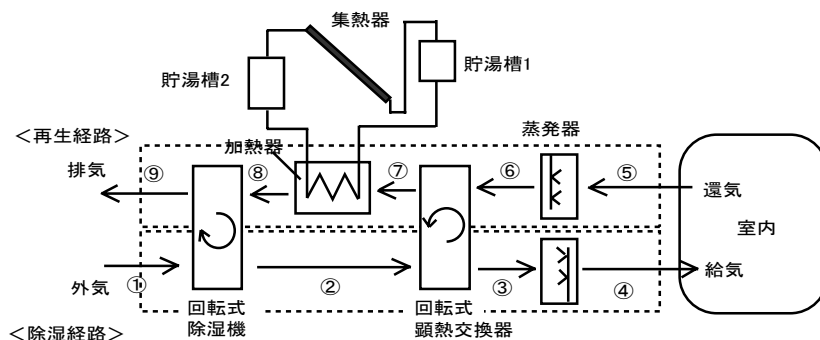 集熱器
貯湯槽1
貯湯槽2
蒸発器
＜再生経路＞
加熱器
排気
⑨
⑧
⑦
⑥
⑤
還気
室内
外気
①
②
③
④
給気
回転式
除湿機
回転式
顕熱交換器
＜除湿経路＞